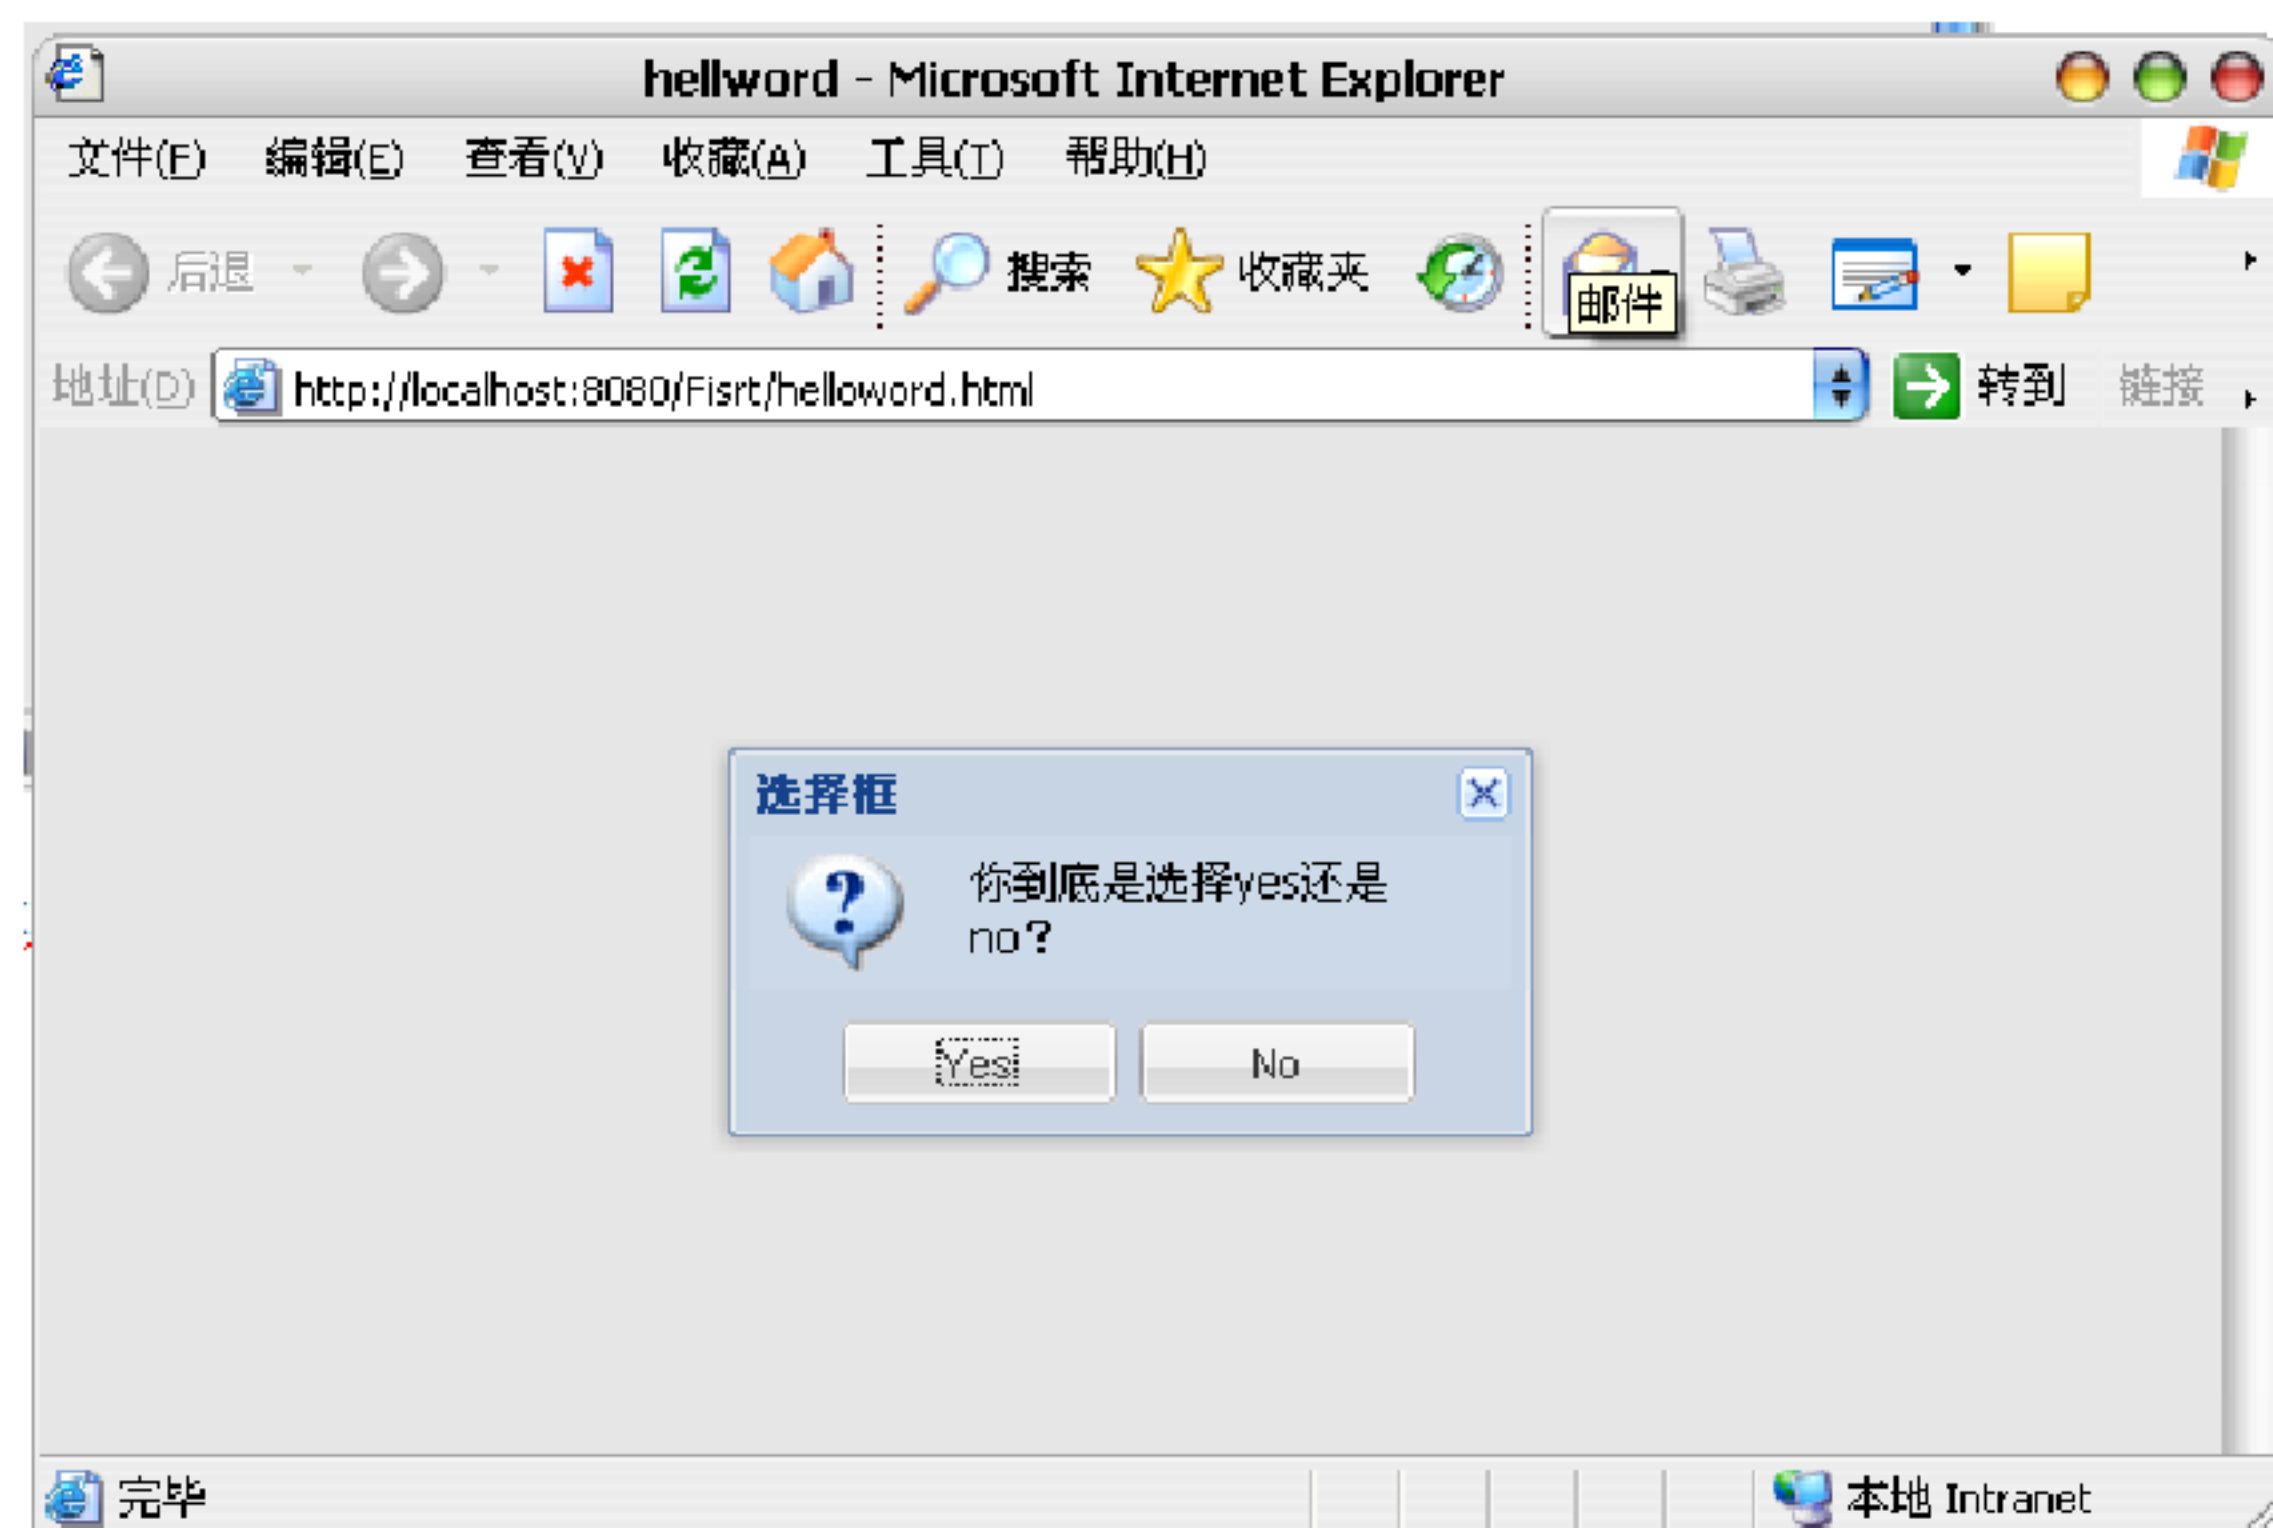 hellword - Microsoft Internet Explorer
文件(F) 编辑(E) 查看(V) 收藏(A) 工具(T) 帮助(H)
后退 搜索 收藏夹
邮件
地址(D) http://localhost:8080/Fisrt/helloword.html 转到 链接
选择框
你到底是选择yes还是
no?
Yes No
完毕 本地 Intranet